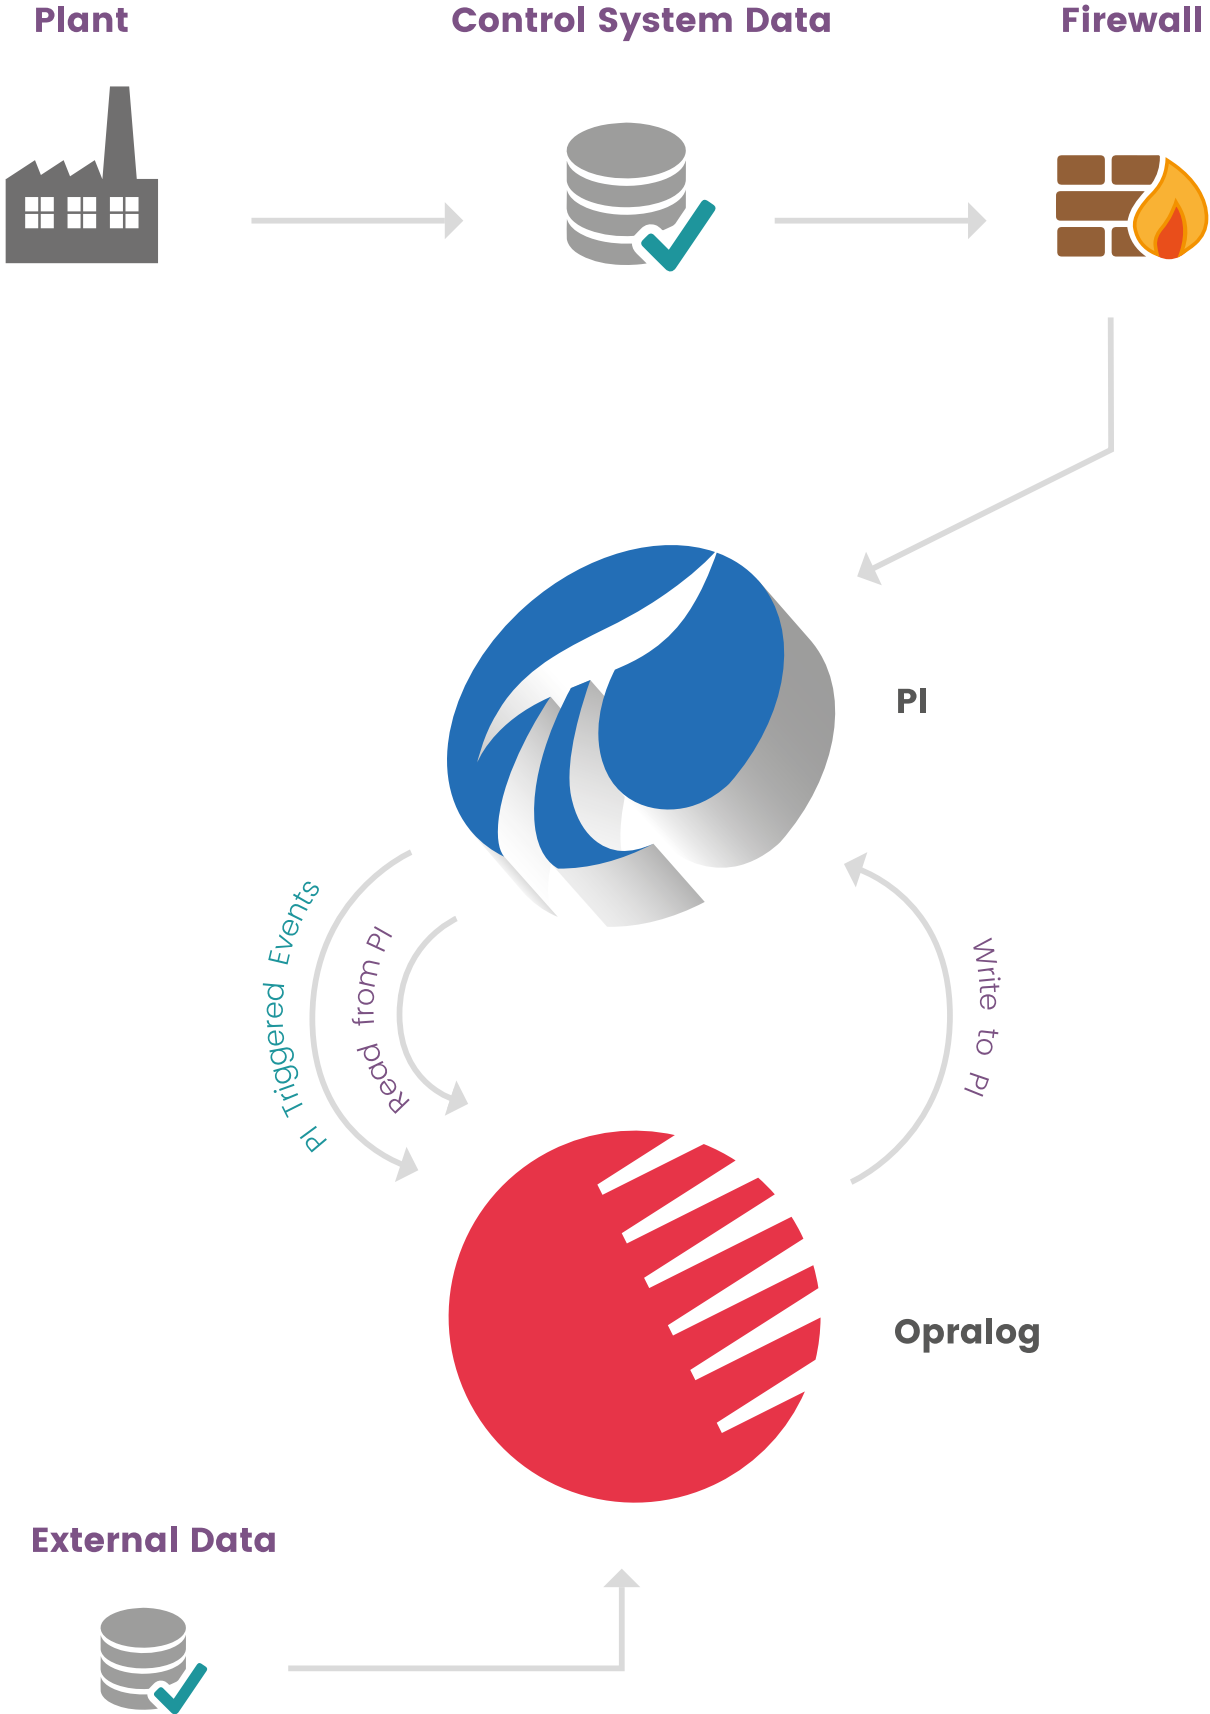 Plant
Control System Data
Firewall
PI
PI Triggered Events
Read from PI
Write to PI
Opralog
External Data